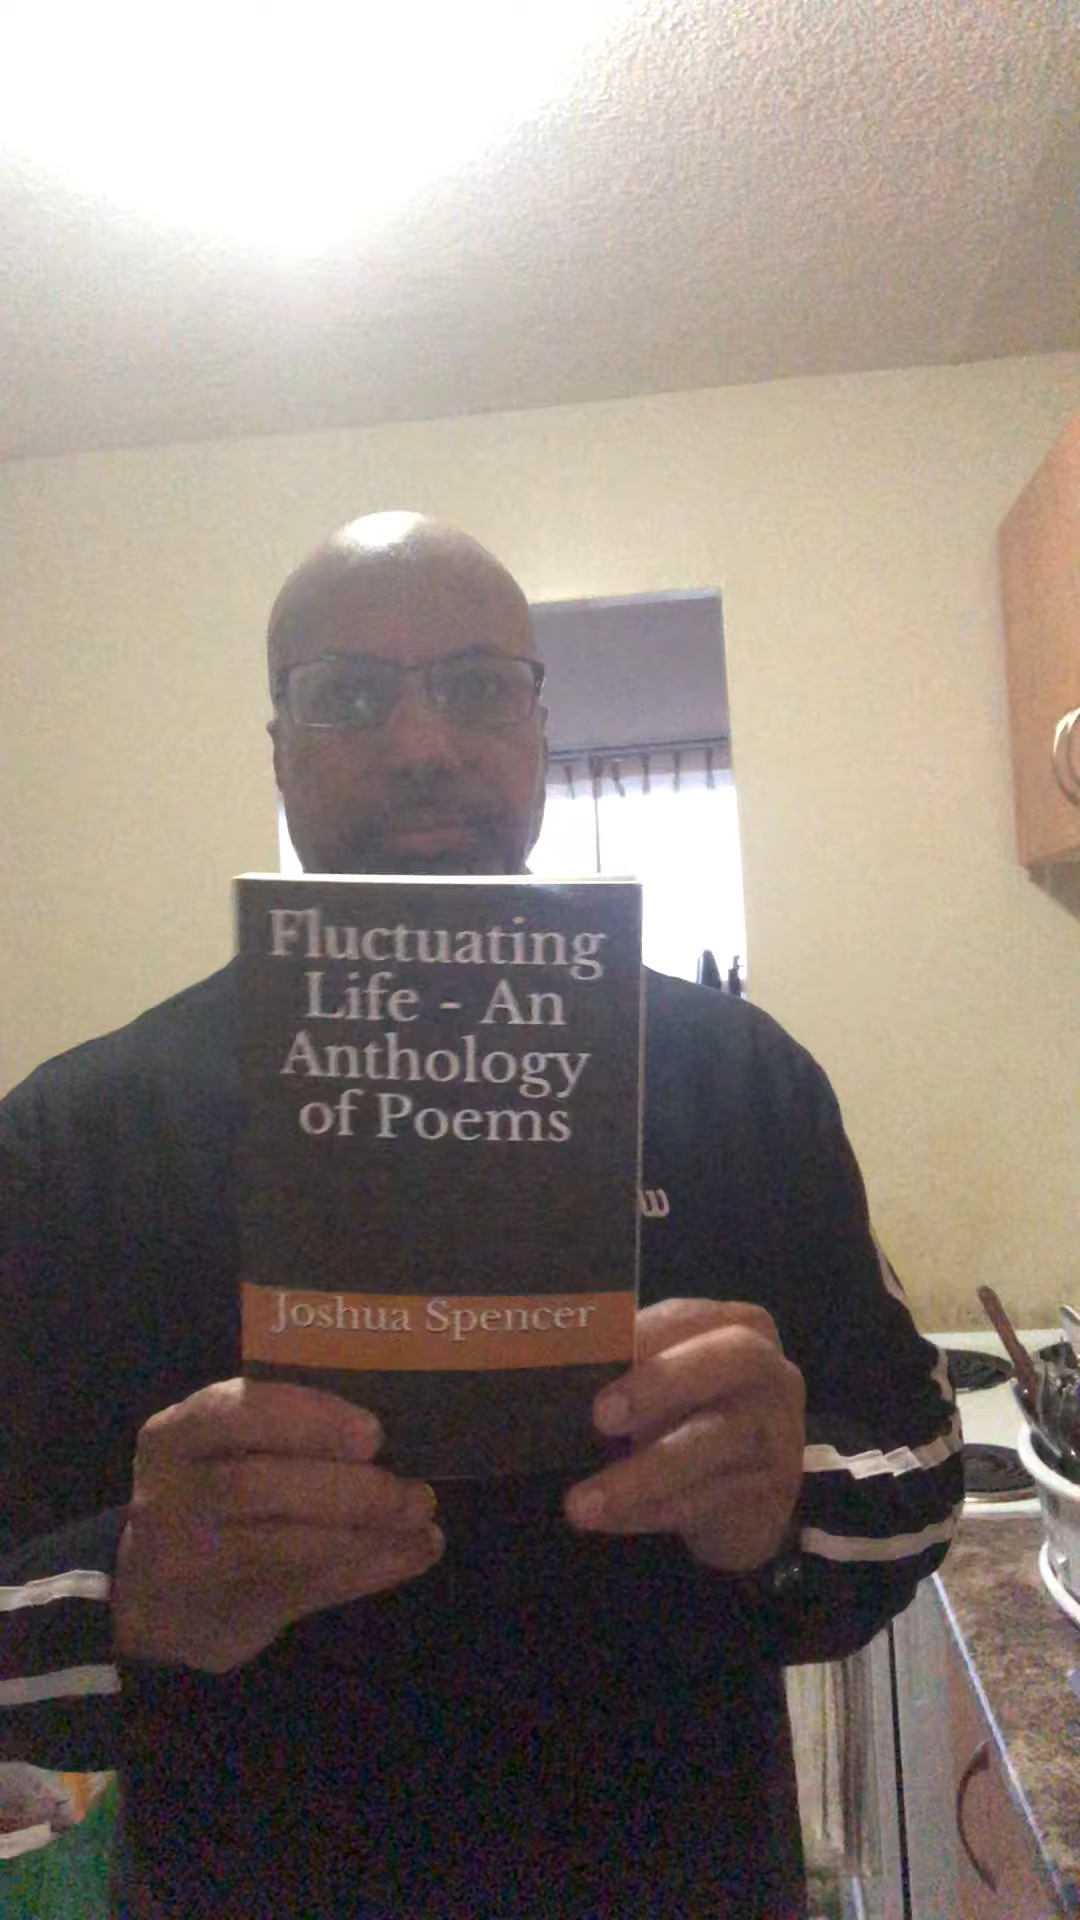 Fluctuating
Life - An
Anthology
of Poems
Joshua Spencer